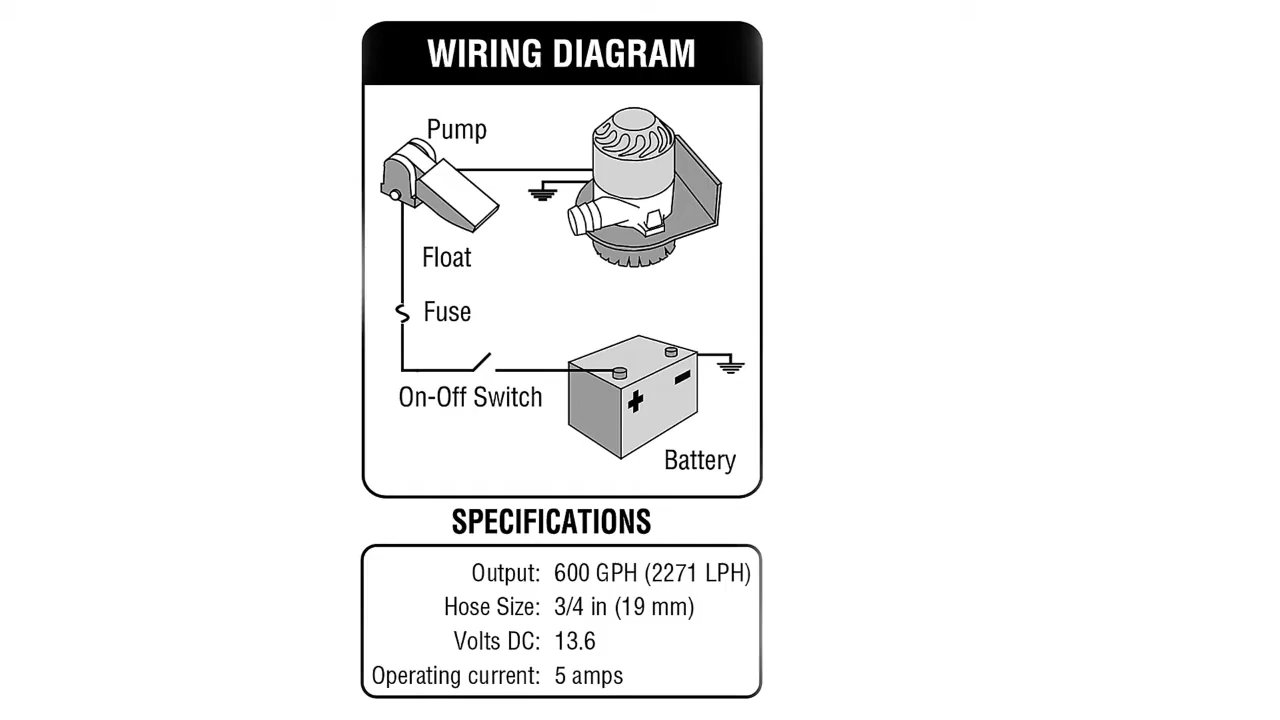 WIRING DIAGRAM
Pump
Float
Fuse
On-Off Switch
+
-
Battery
SPECIFICATIONS
Output: 600 GPH (2271 LPH)
Hose Size: 3/4 in (19 mm)
Volts DC: 13.6
Operating current: 5 amps